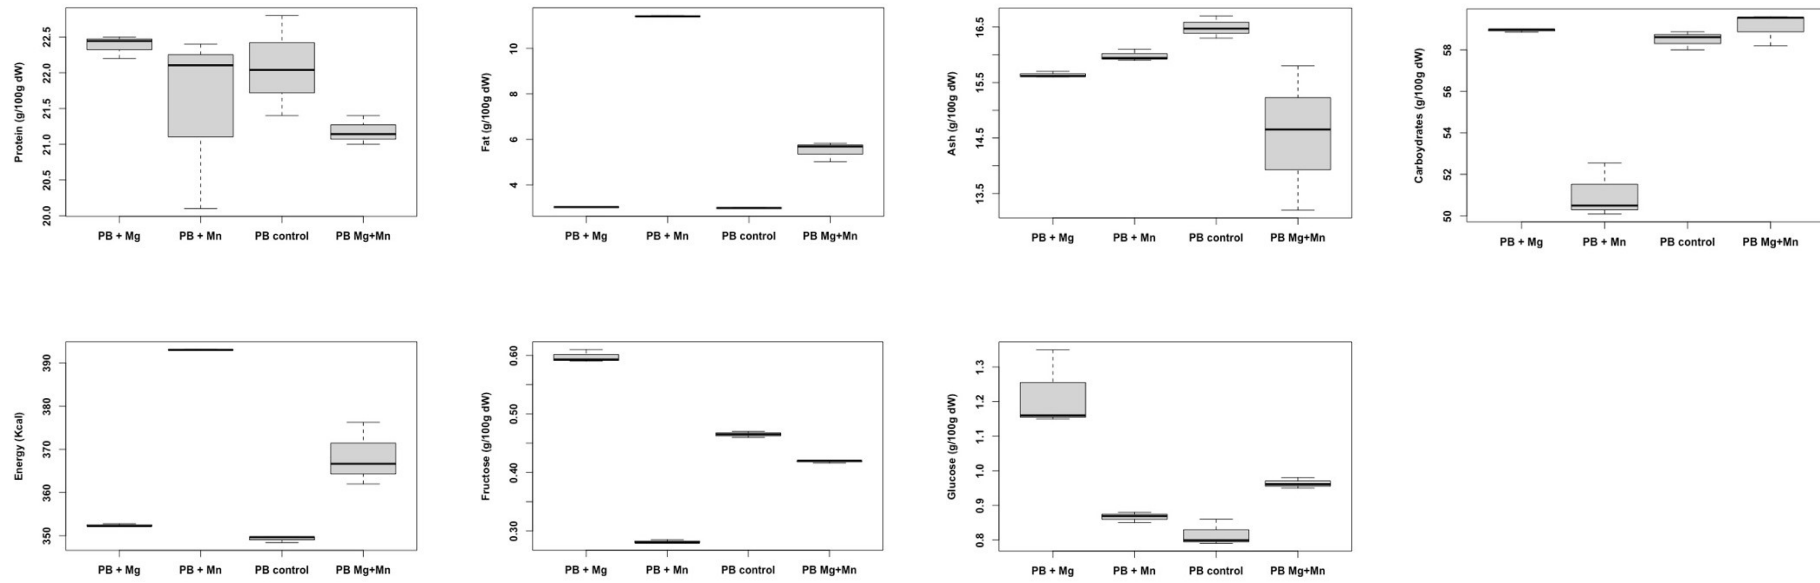 Protein (g/100g dW)
22.5
22.0
21.5
21.0
20.5
20.0
PB + Mg PB + Mn PB control PB Mg+Mn
Fat (g/100g dW)
10
8
6
4
PB + Mg PB + Mn PB control PB Mg+Mn
Ash (g/100g dW)
16.5
15.5
14.5
13.5
PB + Mg PB + Mn PB control PB Mg+Mn
Carboydrates (g/100g dW)
58
56
54
52
50
PB + Mg PB + Mn PB control PB Mg+Mn
Energy (Kcal)
390
380
370
360
350
PB + Mg PB + Mn PB control PB Mg+Mn
Fructose (g/100g dW)
0.60
0.50
0.40
0.30
PB + Mg PB + Mn PB control PB Mg+Mn
Glucose (g/100g dW)
1.3
1.2
1.1
1.0
0.9
0.8
PB + Mg PB + Mn PB control PB Mg+Mn